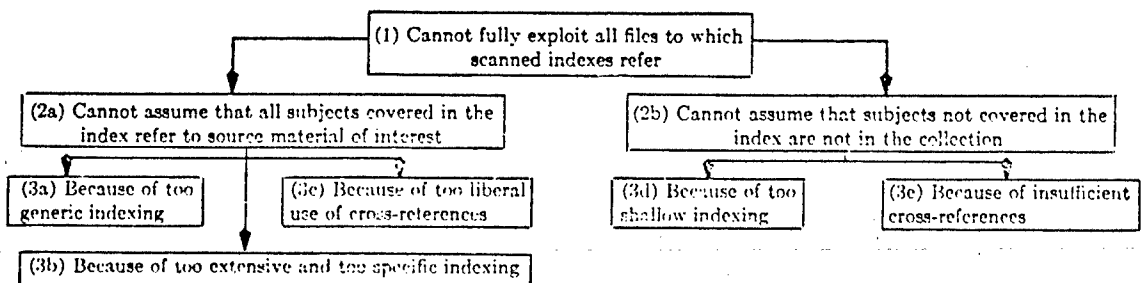 (1) Cannot fully exploit all files to which
scanned indexes refer
(2a) Cannot assume that all subjects covered in the
index refer to source material of interest
(2b) Cannot assume that subjects not covered in the
index are not in the collection
(3a) Because of too
generic indexing
(3c) Because of too liberal
use of cross-references
(3d) Because of too
shallow indexing
(3e) Because of insufficient
cross-references
(3b) Because of too extensive and too specific indexing